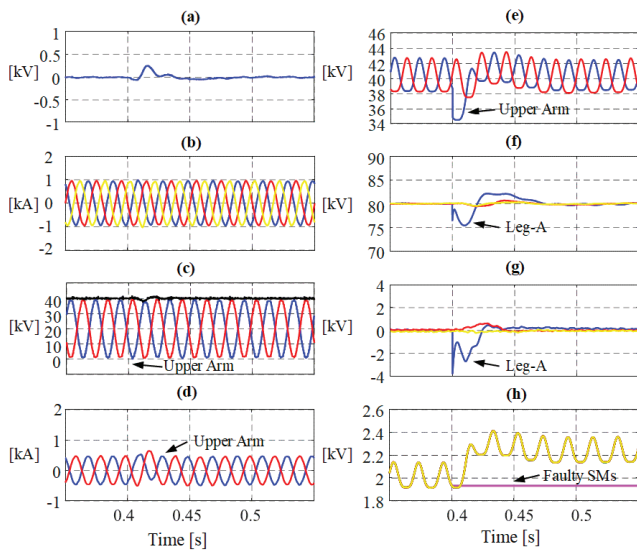 (a)
1
0.5
[kV]
0
-0.5
-1
(b)
2
1
[kA]
0
-1
-2
(c)
40
30
[kV]
20
10
0
Upper Arm
(d)
2
Upper Arm
1
[kA]
0
-1
0.4
0.45
0.5
Time [s]
(e)
46
44
42
[kV]
40
38
36
Upper Arm
34
(f)
90
85
[kV]
80
75
Leg-A
70
(g)
4
2
[kV]
0
-2
Leg-A
-4
(h)
2.6
2.4
[kV]
2.2
2
Faulty SMs
1.9
1.8
0.4
0.45
0.5
Time [s]